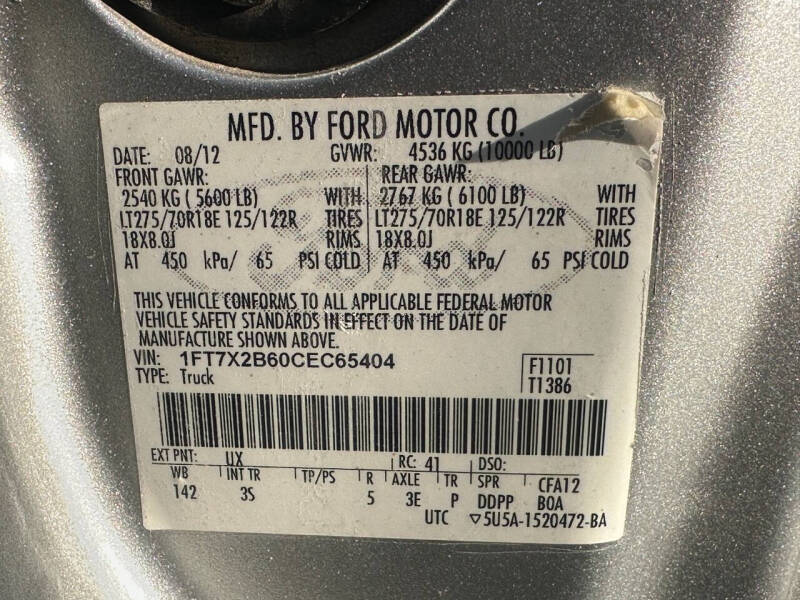 MFD. BY FORD MOTOR CO.
DATE: 08/12 GVWR: 4536 KG (10000 LB)
FRONT GAWR: REAR GAWR:
2540 KG ( 5600 LB) WITH 2767 KG ( 6100 LB) WITH
LT275/70R18E 125/122R TIRES LT275/70R18E 125/122R TIRES
18X8.0J RIMS 18X8.0J RIMS
AT 450 kPa/ 65 PSI COLD AT 450 kPa/ 65 PSI COLD
THIS VEHICLE CONFORMS TO ALL APPLICABLE FEDERAL MOTOR
VEHICLE SAFETY STANDARDS IN EFFECT ON THE DATE OF
MANUFACTURE SHOWN ABOVE.
VIN: 1FT7X2B60CEC65404
TYPE: Truck
F1101
T1386
EXT PNT: UX RC: 41 DSO:
WB INT TR TP/PS R AXLE TR SPR CFA12
142 3S 5 3E P DDPP BOA
UTC ▽5U5A-1520472-BA